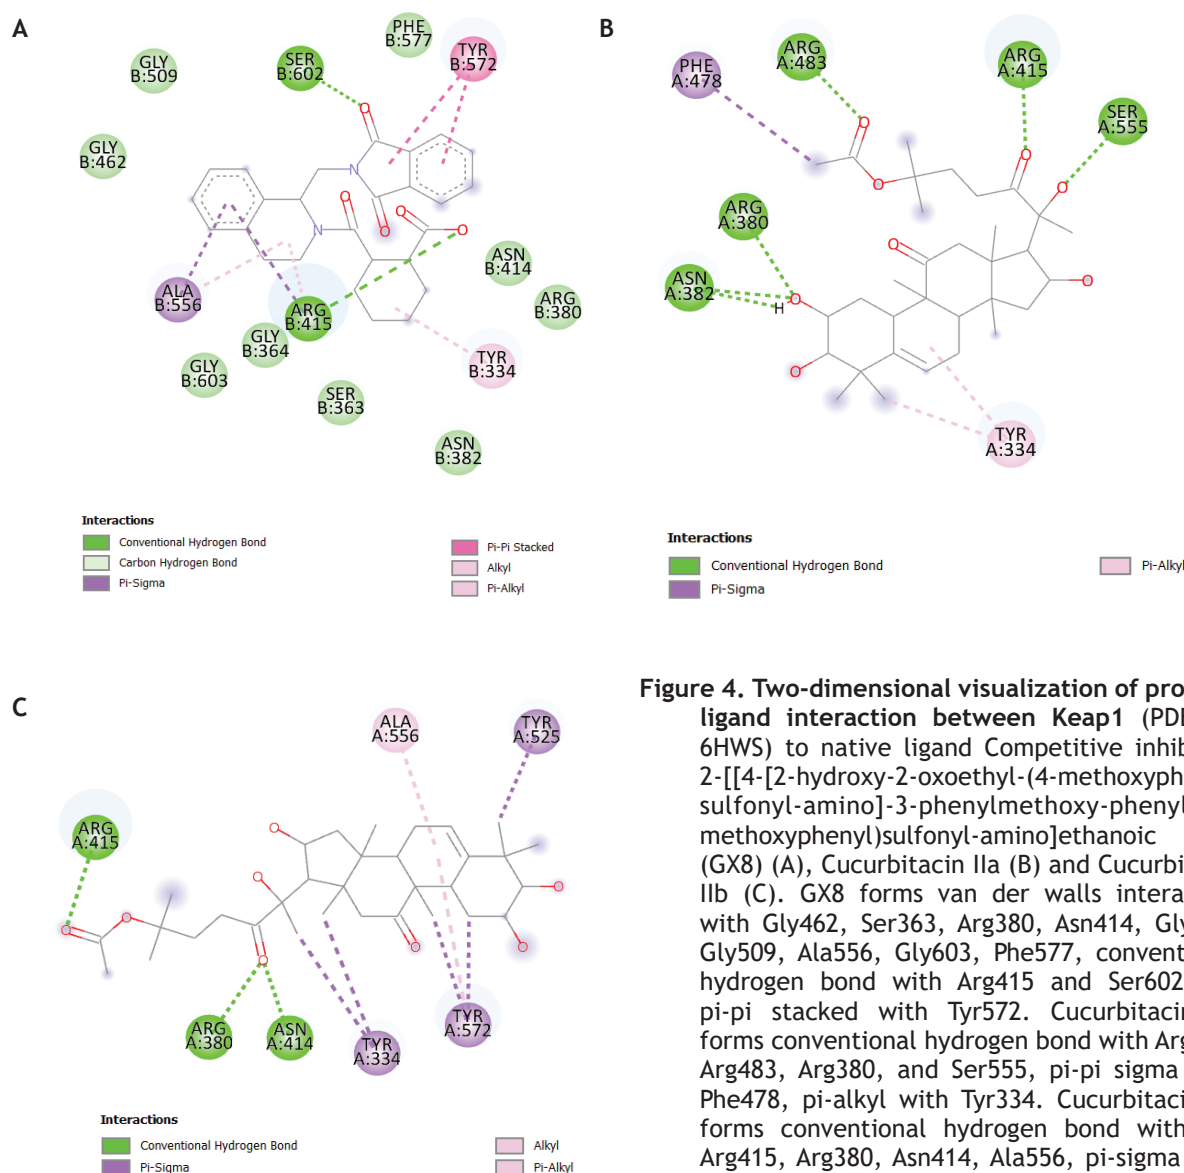 A
GLY
B:509
SER
B:602
PHE
B:577
TYR
B:572
GLY
B:462
O
N
O
O
O
O
N
O
ALA
B:556
ARG
B:415
ASN
B:414
ARG
B:380
GLY
B:364
GLY
B:603
TYR
B:334
SER
B:363
ASN
B:382
Interactions
Conventional Hydrogen Bond
Carbon Hydrogen Bond
Pi-Sigma
Pi-Pi Stacked
Alkyl
Pi-Alkyl
B
PHE
A:478
ARG
A:483
ARG
A:415
SER
A:555
O
O
O
O
ARG
A:380
O
O
ASN
A:382
O
H
O
TYR
A:334
Interactions
Conventional Hydrogen Bond
Pi-Sigma
Pi-Alkyl
C
ALA
A:556
TYR
A:525
ARG
A:415
O
O
O
O
O
O
O
O
ARG
A:380
ASN
A:414
TYR
A:334
TYR
A:572
Interactions
Conventional Hydrogen Bond
Pi-Sigma
Alkyl
Pi-Alkyl
Figure 4. Two-dimensional visualization of pro
ligand interaction between Keap1 (PDB
6HWS) to native ligand Competitive inhib
2-[[4-[2-hydroxy-2-oxoethyl-(4-methoxyph
sulfonyl-amino]-3-phenylmethoxy-phenyl
methoxyphenyl)sulfonyl-amino]ethanoic
(GX8) (A), Cucurbitacin IIa (B) and Cucurbi
IIb (C). GX8 forms van der walls intera
with Gly462, Ser363, Arg380, Asn414, Gly
Gly509, Ala556, Gly603, Phe577, convent
hydrogen bond with Arg415 and Ser602
pi-pi stacked with Tyr572. Cucurbitaci
forms conventional hydrogen bond with Arg
Arg483, Arg380, and Ser555, pi-pi sigma
Phe478, pi-alkyl with Tyr334. Cucurbitaci
forms conventional hydrogen bond with
Arg415, Arg380, Asn414, Ala556, pi-sigma